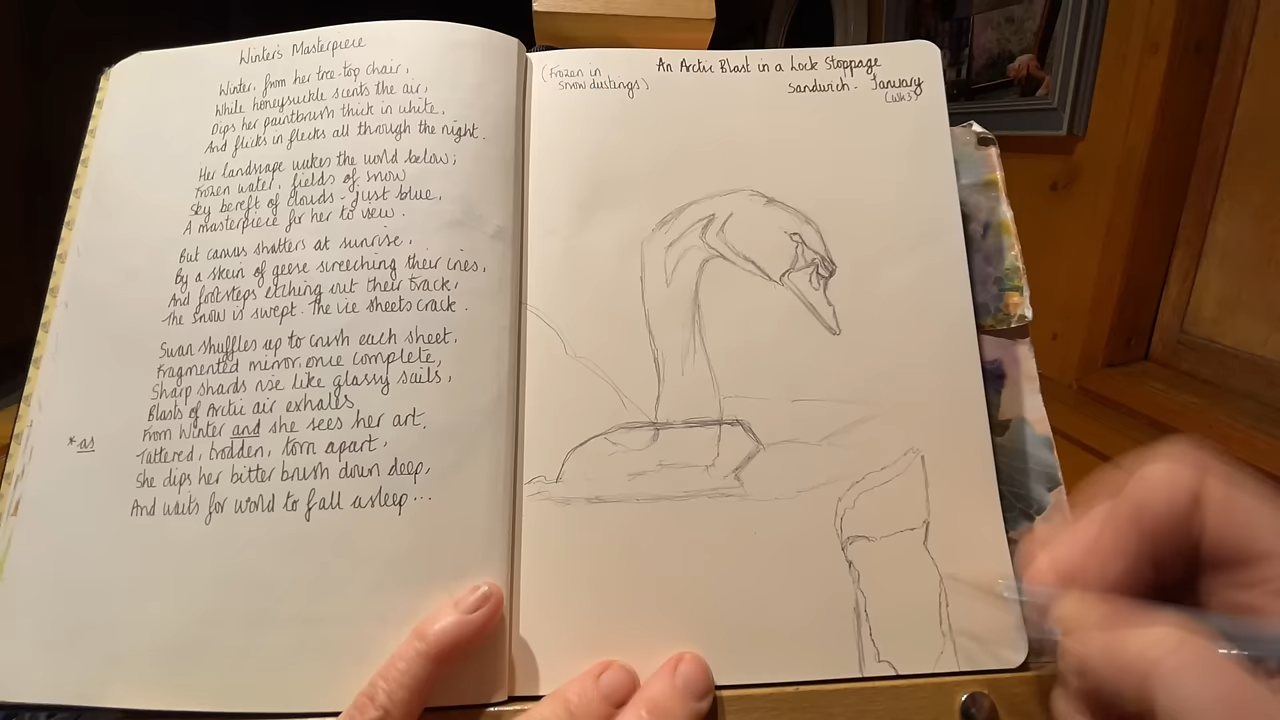 Winter's Masterpiece
Winter, from her tree-top chair,
While honeysuckle scents the air,
Dips her paintbrush thick in white,
And flicks in flecks all through the night.
Her landscape wakes the world below;
Frozen water, fields of snow
Sky bereft of clouds - just blue,
A masterpiece for her to view.
But canvas shatters at sunrise,
By a skein of geese screeching their cries,
And footsteps etching out their track,
The snow is swept. The ice sheets crack.
Swan shuffles up to crush each sheet,
Fragmented mirror, once complete,
Sharp shards rise like glassy sails,
Blasts of Arctic air exhales
From Winter and she sees her art,
*as
Tattered, trodden, torn apart,
She dips her bitter brush down deep,
And waits for world to fall asleep...
(Frozen in
snow dustings)
An Arctic Blast in a Lock Stoppage
Sandwich - January
(Wk3)